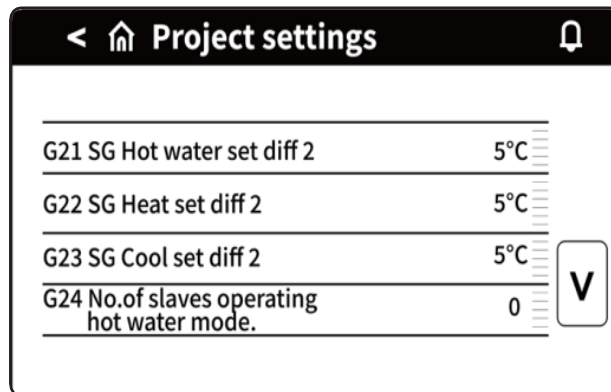 < Project settings
G21 SG Hot water set diff 2 5°C
G22 SG Heat set diff 2 5°C
G23 SG Cool set diff 2 5°C
G24 No.of slaves operating 0
hot water mode.
V